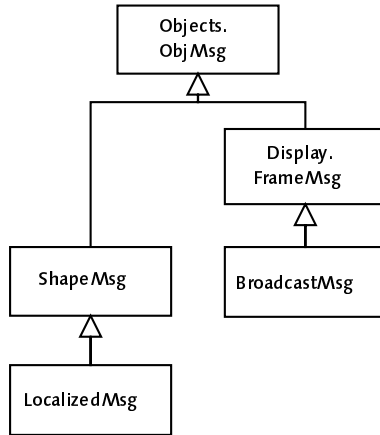 Objects.
ObjMsg
Display.
FrameMsg
ShapeMsg
BroadcastMsg
LocalizedMsg